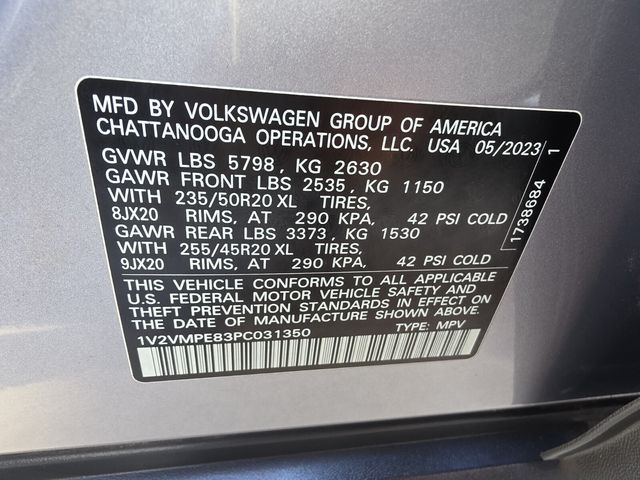 MFD BY VOLKSWAGEN GROUP OF AMERICA
CHATTANOOGA OPERATIONS, LLC. USA 05/2023
GVWR LBS 5798, KG 2630
GAWR FRONT LBS 2535, KG 1150
WITH 235/50R20 XL TIRES,
8JX20 RIMS, AT 290 KPA, 42 PSI COLD
GAWR REAR LBS 3373, KG 1530
WITH 255/45R20 XL TIRES,
9JX20 RIMS, AT 290 KPA, 42 PSI COLD
THIS VEHICLE CONFORMS TO ALL APPLICABLE
U.S. FEDERAL MOTOR VEHICLE SAFETY AND
THEFT PREVENTION STANDARDS IN EFFECT ON
THE DATE OF MANUFACTURE SHOWN ABOVE.
1V2VMPE83PC031350 TYPE: MPV
1738684 1